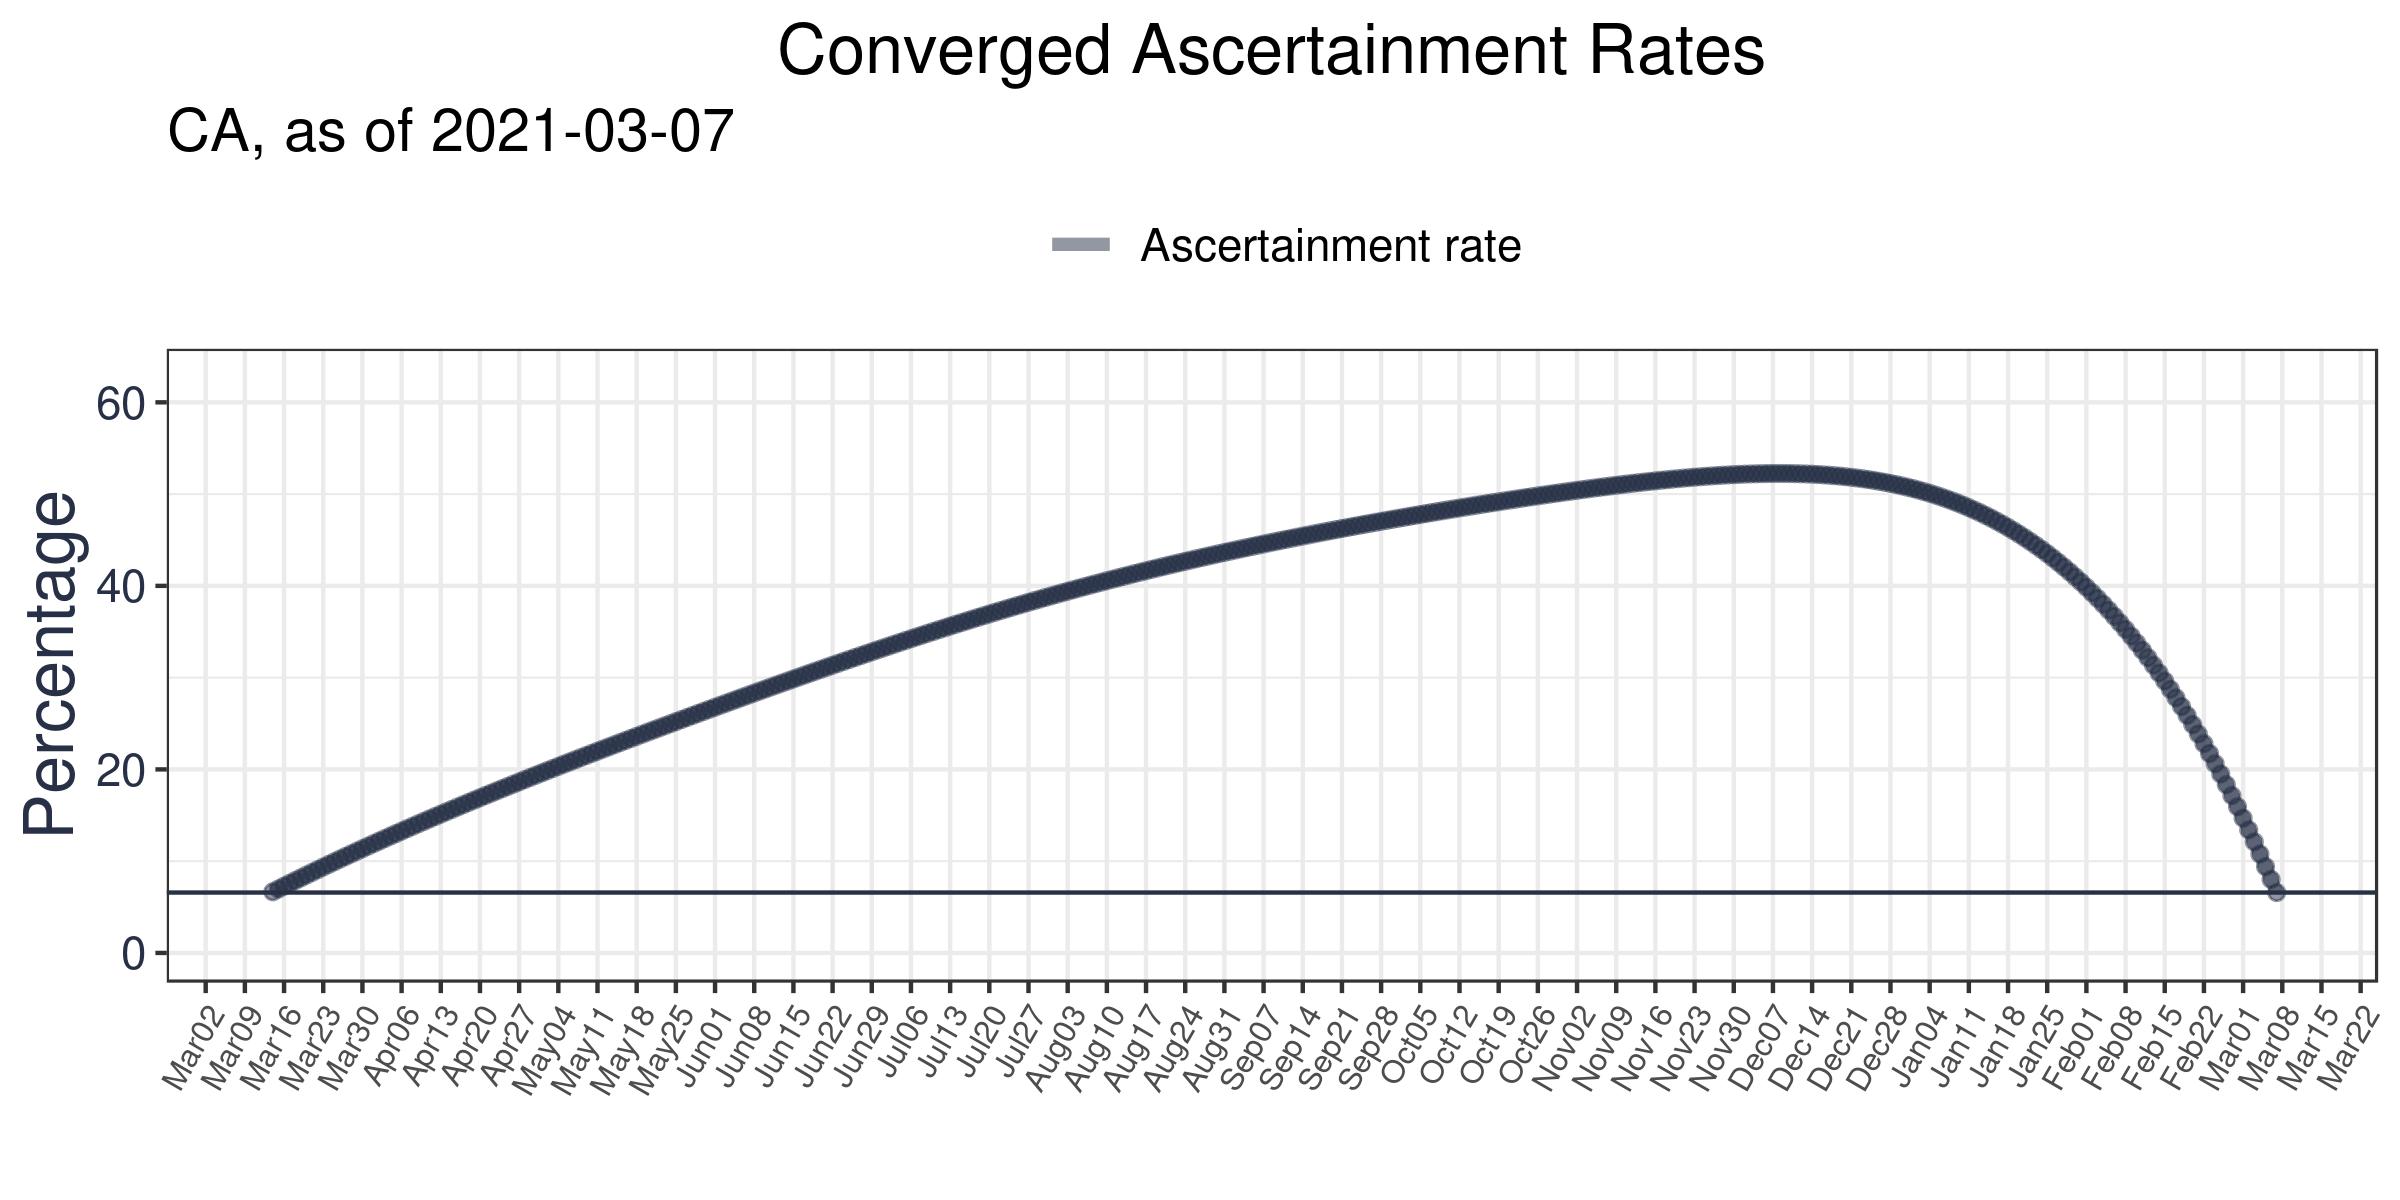 Converged Ascertainment Rates
CA, as of 2021-03-07
Ascertainment rate
Percentage
60
40
20
0
Mar02 Mar09 Mar16 Mar23 Mar30 Apr06 Apr13 Apr20 Apr27 May04 May11 May18 May25 Jun01 Jun08 Jun15 Jun22 Jun29 Jul06 Jul13 Jul20 Jul27 Aug03 Aug10 Aug17 Aug24 Aug31 Sep07 Sep14 Sep21 Sep28 Oct05 Oct12 Oct19 Oct26 Nov02 Nov09 Nov16 Nov23 Nov30 Dec07 Dec14 Dec21 Dec28 Jan04 Jan11 Jan18 Jan25 Feb01 Feb08 Feb15 Feb22 Mar01 Mar08 Mar15 Mar22